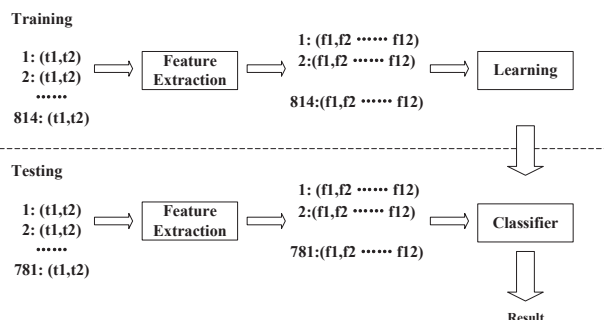 Training
1: (t1,t2)
2: (t1,t2)
······
814: (t1,t2)
Feature
Extraction
1: (f1,f2 ······ f12)
2:(f1,f2 ······ f12)
814:(f1,f2 ······ f12)
Learning
Testing
1: (t1,t2)
2: (t1,t2)
······
781: (t1,t2)
Feature
Extraction
1: (f1,f2 ······ f12)
2:(f1,f2 ······ f12)
781:(f1,f2 ······ f12)
Classifier
Result